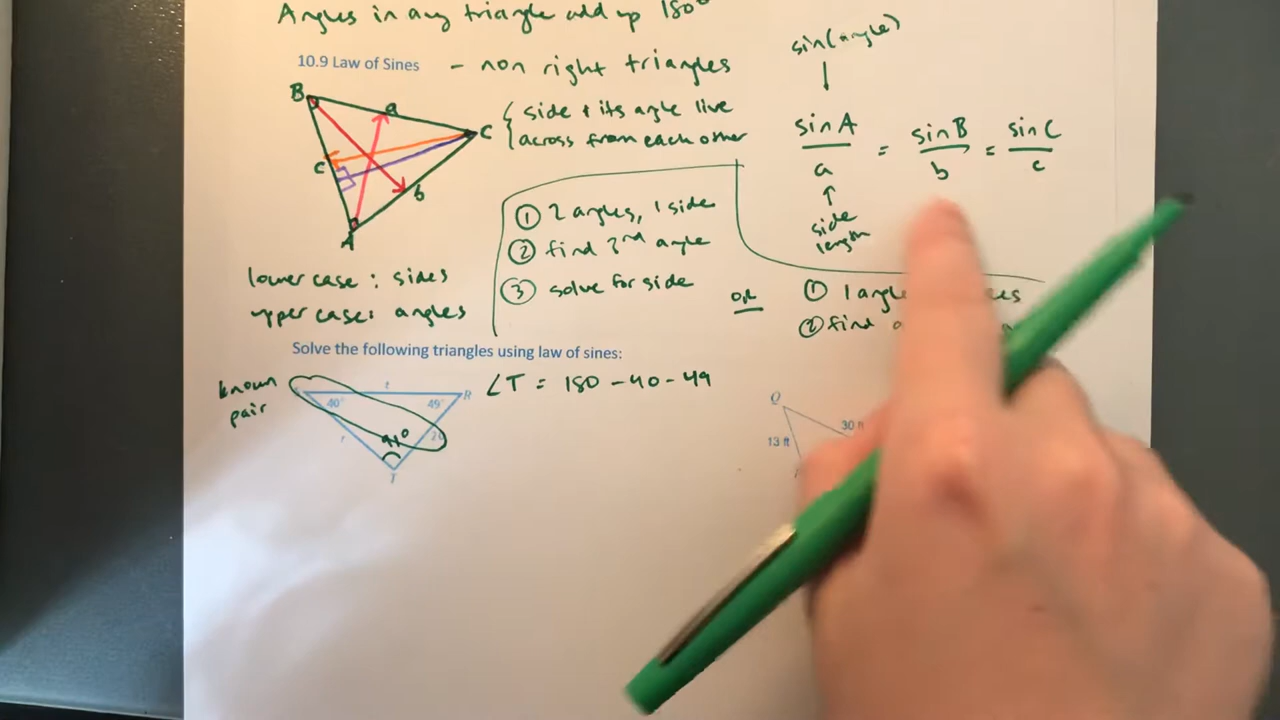 Angles in any triangle add up 180°
10.9 Law of Sines - non right triangles
B
a
C
c
b
A
side + its angle live
across from each other
sin(angle)
sin A / a = sin B / b = sin C / c
side
length
① 2 angles, 1 side
② find 3rd angle
③ solve for side
or
① 1 angle
② find
lower case : sides
upper case: angles
Solve the following triangles using law of sines:
known
pair
t
R
40°
49°
r
91°
T
∠T = 180 - 40 - 49
Q
30 ft
13 ft